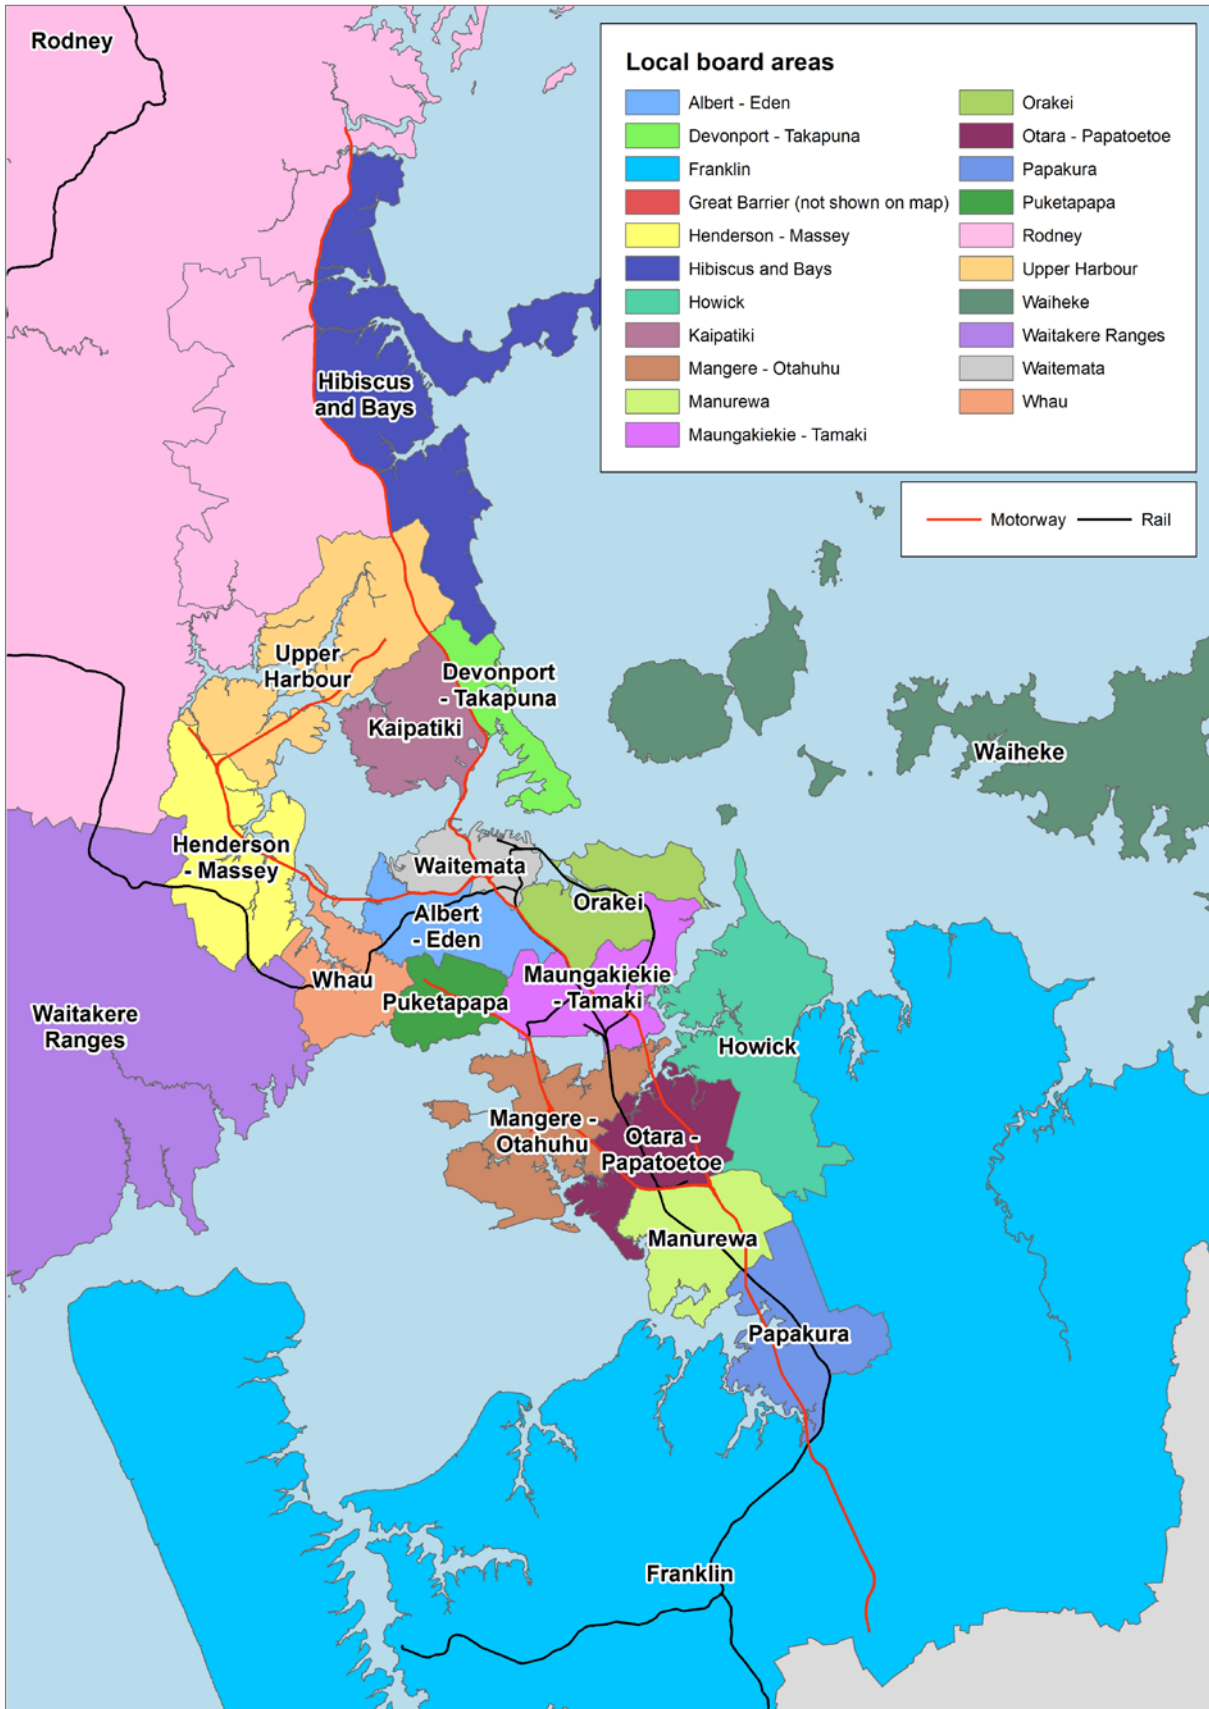 Rodney
Local board areas
Albert - Eden
Devonport - Takapuna
Franklin
Great Barrier (not shown on map)
Henderson - Massey
Hibiscus and Bays
Howick
Kaipatiki
Mangere - Otahuhu
Manurewa
Maungakiekie - Tamaki
Orakei
Otara - Papatoetoe
Papakura
Puketapapa
Rodney
Upper Harbour
Waiheke
Waitakere Ranges
Waitemata
Whau
Motorway
Rail
Hibiscus
and Bays
Upper
Harbour
Devonport
- Takapuna
Kaipatiki
Waiheke
Henderson
- Massey
Waitemata
Orakei
Albert
- Eden
Whau
Puketapapa
Maungakiekie
- Tamaki
Waitakere
Ranges
Howick
Mangere -
Otahuhu
Otara -
Papatoetoe
Manurewa
Papakura
Franklin